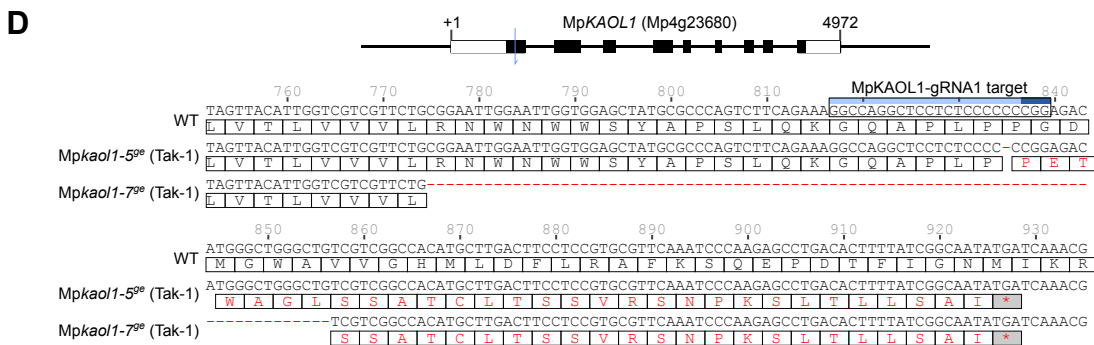 D
MpKAOL1 (Mp4g23680)
+1
4972
MpKAOL1-gRNA1 target
760 770 780 790 800 810 840
WT TAGTTACATTGGTCGTCGTTCTGCGGAATTGGAATTGGTGGAGCTATGCGCCCAGTCTTCAGAAAGGCCAGGCTCCTCTCCCCCCCGGAGAC
L V T L V V V L R N W N W W S Y A P S L Q K G Q A P L P P G D
Mpkaol1-5ge (Tak-1) TAGTTACATTGGTCGTCGTTCTGCGGAATTGGAATTGGTGGAGCTATGCGCCCAGTCTTCAGAAAGGCCAGGCTCCTCTCCCC-CCGGAGAC
L V T L V V V L R N W N W W S Y A P S L Q K G Q A P L P P E T
Mpkaol1-7ge (Tak-1) TAGTTACATTGGTCGTCGTTCTG---------------------------------------------------------------------
L V T L V V V L
850 860 870 880 890 900 910 920 930
WT ATGGGCTGGGCTGTCGTCGGCCACATGCTTGACTTCCTCCGTGCGTTCAAATCCCAAGAGCCTGACACTTTTATCGGCAATATGATCAAACG
M G W A V V G H M L D F L R A F K S Q E P D T F I G N M I K R
Mpkaol1-5ge (Tak-1) ATGGGCTGGGCTGTCGTCGGCCACATGCTTGACTTCCTCCGTGCGTTCAAATCCCAAGAGCCTGACACTTTTATCGGCAATATGATCAAACG
W A G L S S A T C L T S S V R S N P K S L T L L S A I *
Mpkaol1-7ge (Tak-1) -------------TCGTCGGCCACATGCTTGACTTCCTCCGTGCGTTCAAATCCCAAGAGCCTGACACTTTTATCGGCAATATGATCAAACG
S S A T C L T S S V R S N P K S L T L L S A I *